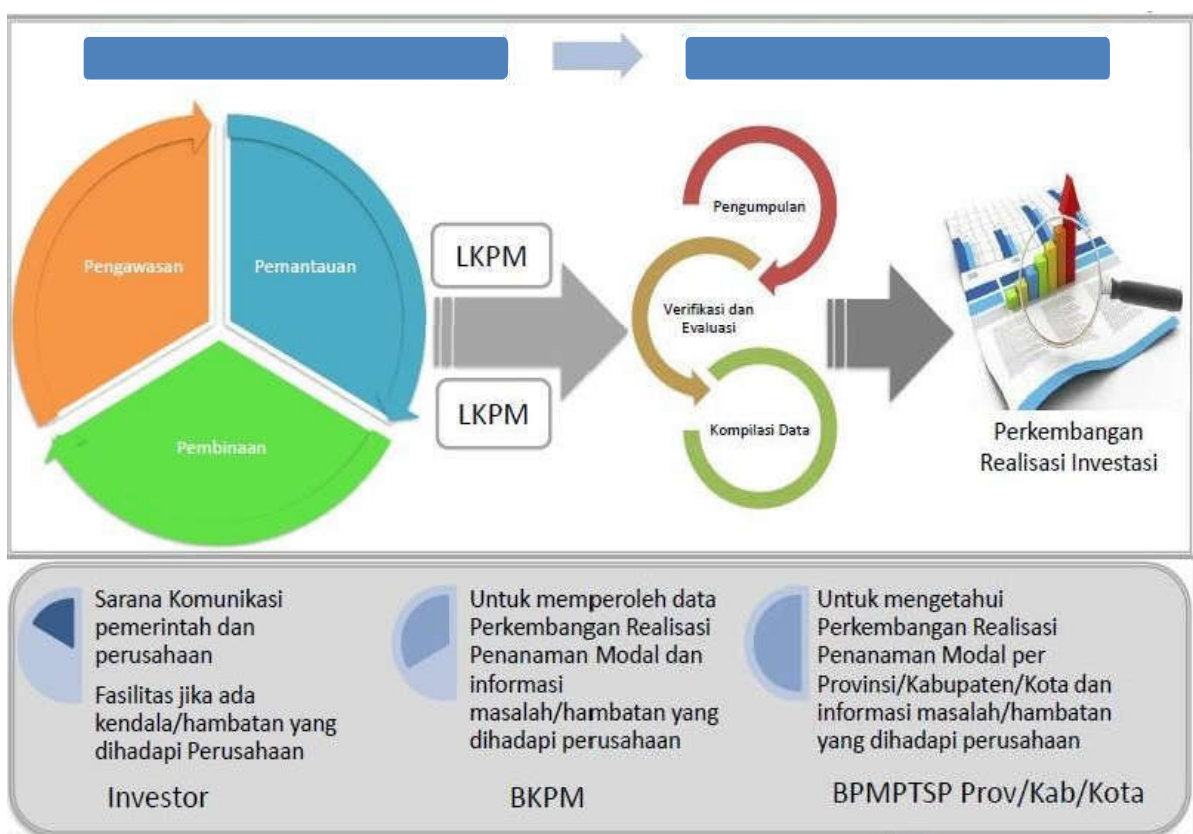 Pengawasan
Pemantauan
Pembinaan
LKPM
LKPM
Pengumpulan
Verifikasi dan
Evaluasi
Kompilasi Data
Perkembangan
Realisasi Investasi
Sarana Komunikasi
pemerintah dan
perusahaan
Fasilitas jika ada
kendala/hambatan yang
dihadapi Perusahaan
Investor
Untuk memperoleh data
Perkembangan Realisasi
Penanaman Modal dan
informasi
masalah/hambatan yang
dihadapi perusahaan
BKPM
Untuk mengetahui
Perkembangan Realisasi
Penanaman Modal per
Provinsi/Kabupaten/Kota dan
informasi masalah/hambatan
yang dihadapi perusahaan
BPMPTSP Prov/Kab/Kota